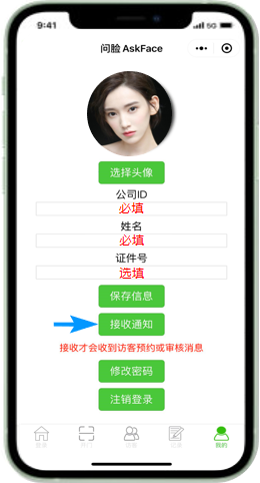 9:41
5G
问脸 AskFace
选择头像
公司ID
必填
姓名
必填
证件号
选填
保存信息
接收通知
接收才会收到访客预约或审核消息
修改密码
注销登录
我的